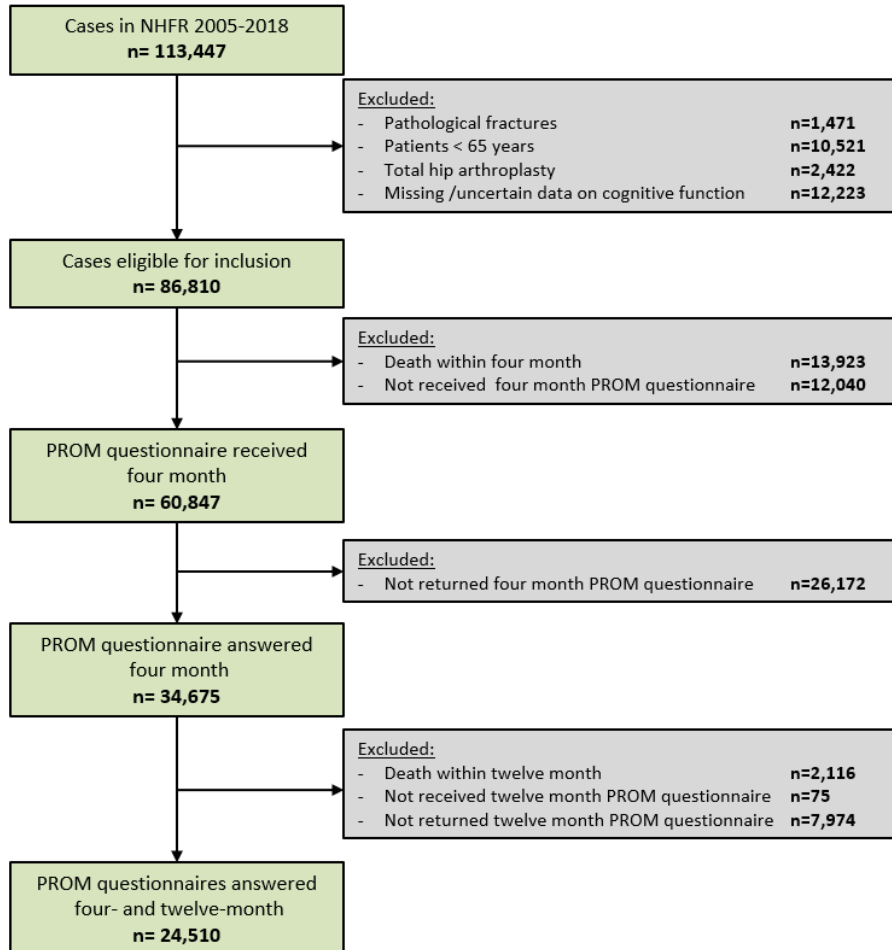 Cases in NHFR 2005-2018
n= 113,447
Excluded:
- Pathological fractures n=1,471
- Patients < 65 years n=10,521
- Total hip arthroplasty n=2,422
- Missing /uncertain data on cognitive function n=12,223
Cases eligible for inclusion
n= 86,810
Excluded:
- Death within four month n=13,923
- Not received four month PROM questionnaire n=12,040
PROM questionnaire received
four month
n= 60,847
Excluded:
- Not returned four month PROM questionnaire n=26,172
PROM questionnaire answered
four month
n= 34,675
Excluded:
- Death within twelve month n=2,116
- Not received twelve month PROM questionnaire n=75
- Not returned twelve month PROM questionnaire n=7,974
PROM questionnaires answered
four- and twelve-month
n= 24,510